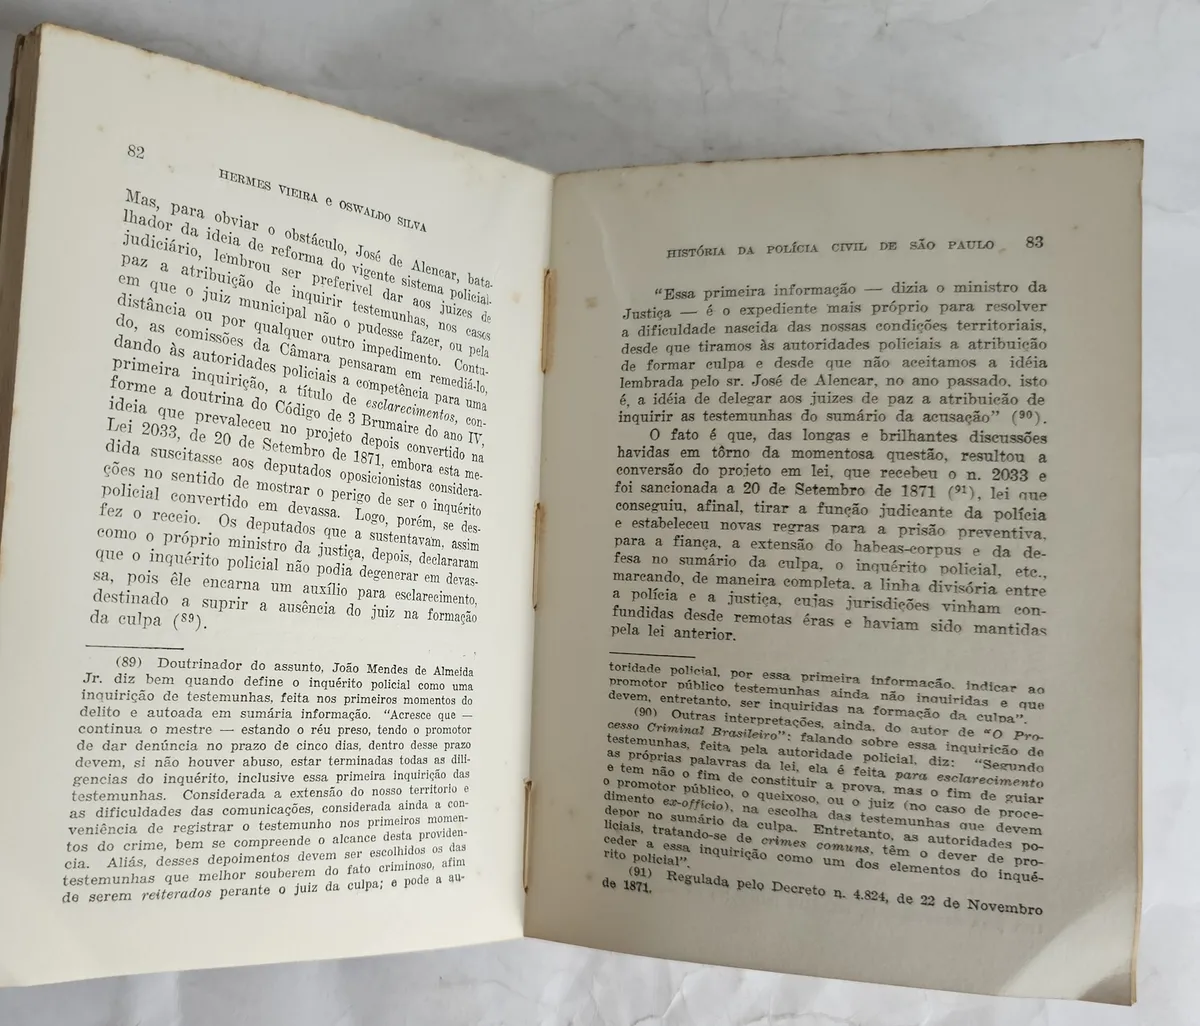 82
HERMES VIEIRA e OSWALDO SILVA
Mas, para obviar o obstáculo, José de Alencar, bata-
lhador da ideia de reforma do vigente sistema policial-
judiciário, lembrou ser preferivel dar aos juizes de
paz a atribuição de inquirir testemunhas, nos casos
em que o juiz municipal não o pudesse fazer, ou pela
distância ou por qualquer outro impedimento. Contu-
do, as comissões da Câmara pensaram em remediá-lo,
dando às autoridades policiais a competência para uma
primeira inquirição, a título de esclarecimentos, con-
forme a doutrina do Código de 3 Brumaire do ano IV,
ideia que prevaleceu no projeto depois convertido na
Lei 2033, de 20 de Setembro de 1871, embora esta me-
dida suscitasse aos deputados oposicionistas considera-
ções no sentido de mostrar o perigo de ser o inquérito
policial convertido em devassa. Logo, porém, se des-
fez o receio. Os deputados que a sustentavam, assim
como o próprio ministro da justiça, depois, declararam
que o inquérito policial não podia degenerar em devas-
sa, pois êle encarna um auxílio para esclarecimento,
destinado a suprir a ausência do juiz na formação
da culpa (89).
(89) Doutrinador do assunto, João Mendes de Almeida
Jr. diz bem quando define o inquérito policial como uma
inquirição de testemunhas, feita nos primeiros momentos do
delito e autoada em sumária informação. "Acresce que —
continua o mestre — estando o réu preso, tendo o promotor
de dar denúncia no prazo de cinco dias, dentro desse prazo
devem, si não houver abuso, estar terminadas todas as dili-
gencias do inquérito, inclusive essa primeira inquirição das
testemunhas. Considerada a extensão do nosso territorio e
as dificuldades das comunicações, considerada ainda a con-
veniência de registrar o testemunho nos primeiros momen-
tos do crime, bem se compreende o alcance desta providen-
cia. Aliás, desses depoimentos devem ser escolhidos os das
testemunhas que melhor souberem do fato criminoso, afim
de serem reiterados perante o juiz da culpa; e pode a au-
HISTÓRIA DA POLÍCIA CIVIL DE SÃO PAULO 83
"Essa primeira informação — dizia o ministro da
Justiça — é o expediente mais próprio para resolver
a dificuldade nascida das nossas condições territoriais,
desde que tiramos às autoridades policiais a atribuição
de formar culpa e desde que não aceitamos a idéia
lembrada pelo sr. José de Alencar, no ano passado, isto
é, a idéia de delegar aos juizes de paz a atribuicão de
inquirir as testemunhas do sumário da acusação" (90).
O fato é que, das longas e brilhantes discussões
havidas em tôrno da momentosa questão, resultou a
conversão do projeto em lei, que recebeu o n. 2033 e
foi sancionada a 20 de Setembro de 1871 (91), lei que
conseguiu, afinal, tirar a função judicante da polícia
e estabeleceu novas regras para a prisão preventiva,
para a fiança, a extensão do habeas-corpus e da de-
fesa no sumário da culpa, o inquérito policial, etc.,
marcando, de maneira completa, a linha divisória entre
a polícia e a justiça, cujas jurisdições vinham con-
fundidas desde remotas éras e haviam sido mantidas
pela lei anterior.
toridade policial, por essa primeira informacão, indicar ao
promotor público testemunhas ainda não inquiridas e que
devem, entretanto, ser inquiridas na formação da culpa".
(90) Outras interpretações, ainda, do autor de "O Pro-
cesso Criminal Brasileiro": falando sobre essa inquiricão de
testemunhas, feita pela autoridade policial, diz: "Segundo
as próprias palavras da lei, ela é feita para esclarecimento
e tem não o fim de constituir a prova, mas o fim de guiar
o promotor público, o queixoso, ou o juiz (no caso de proce-
dimento ex-officio), na escolha das testemunhas que devem
depor no sumário da culpa. Entretanto, as autoridades po-
liciais, tratando-se de crimes comuns, têm o dever de pro-
ceder a essa inquirição como um dos elementos do inqué-
rito policial".
(91) Regulada pelo Decreto n. 4.824, de 22 de Novembro
de 1871.